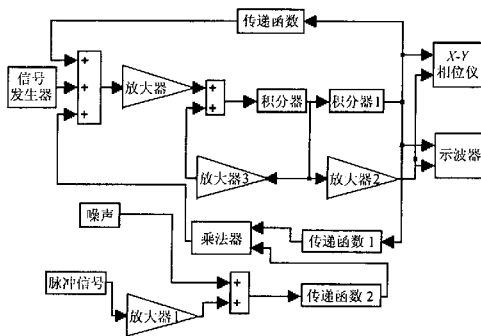 传递函数
X-Y
相位仪
信号
发生器
+
+
+
放大器
+
+
积分器
积分器1
示波器
放大器3
放大器2
噪声
乘法器
传递函数1
脉冲信号
放大器1
+
+
传递函数2